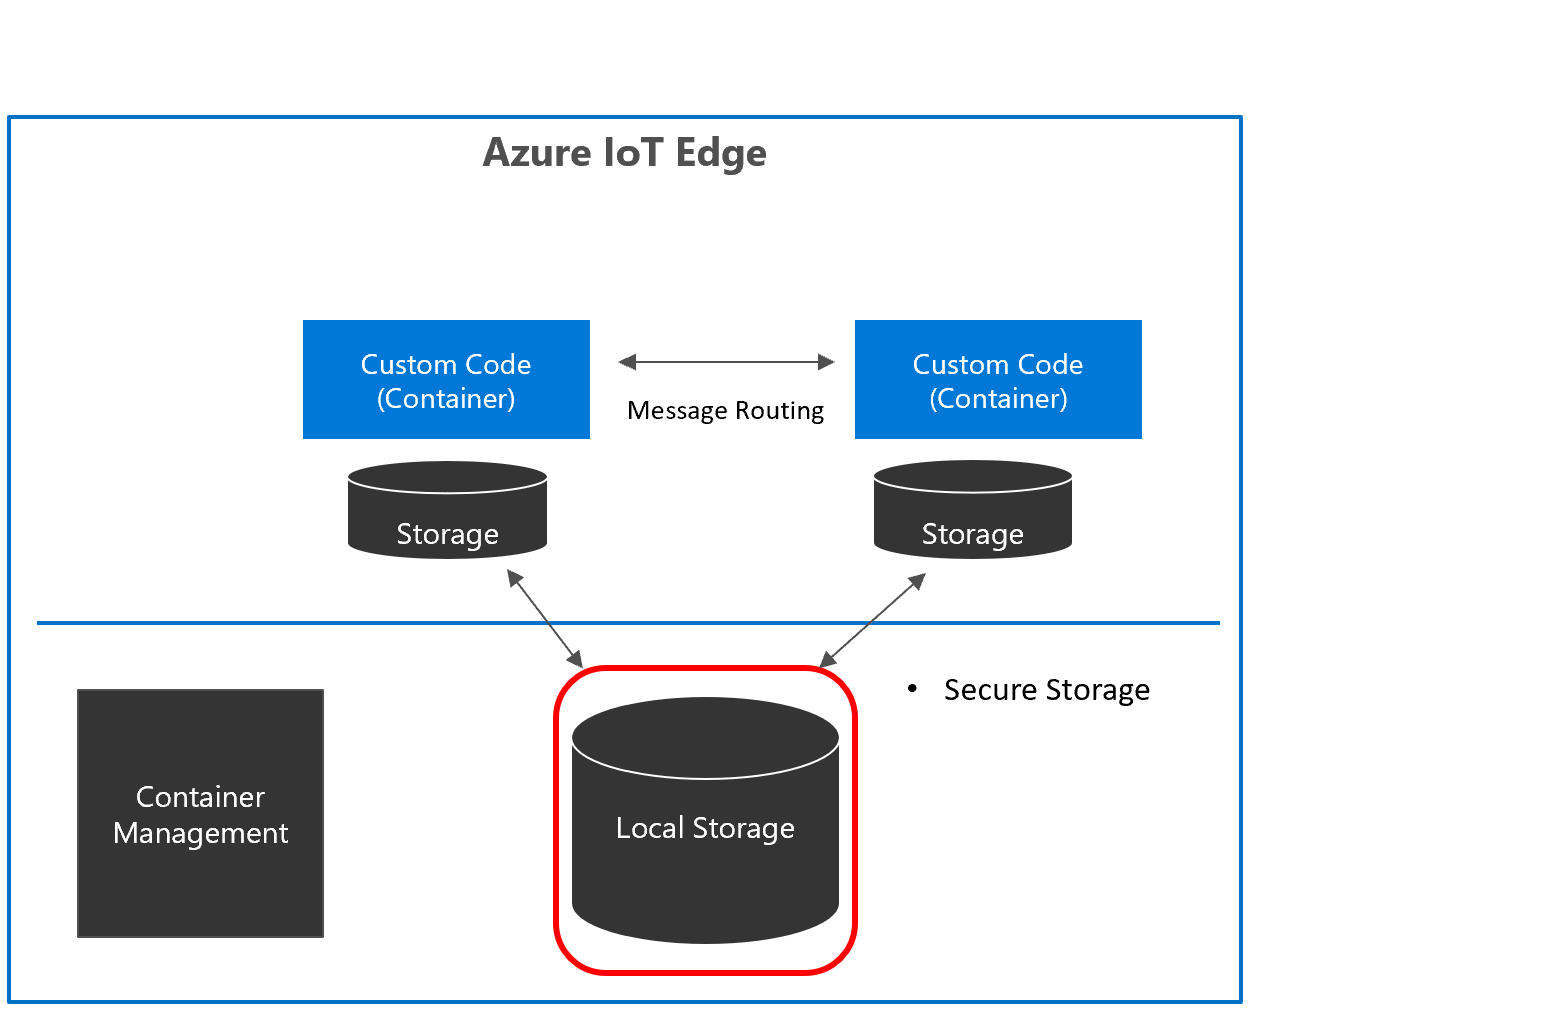 Azure IoT Edge
Custom Code
(Container)
Message Routing
Custom Code
(Container)
Storage
Storage
• Secure Storage
Container
Management
Local Storage